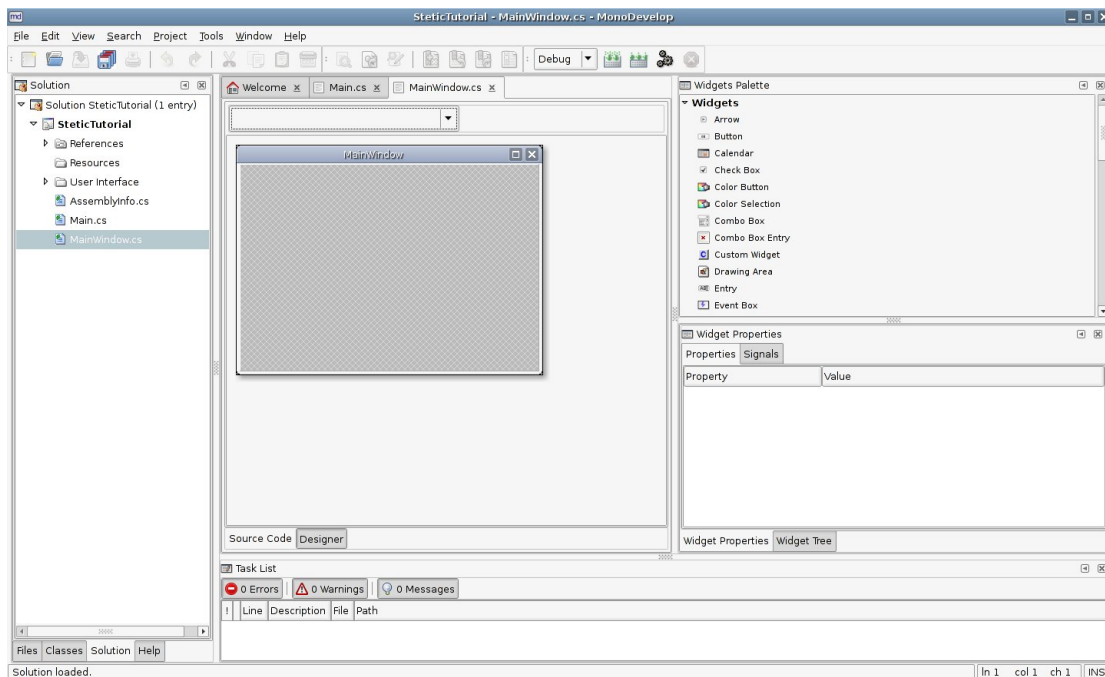 SteticTutorial - MainWindow.cs - MonoDevelop
File Edit View Search Project Tools Window Help
Debug
Solution
Solution SteticTutorial (1 entry)
SteticTutorial
References
Resources
User Interface
AssemblyInfo.cs
Main.cs
MainWindow.cs
Files Classes Solution Help
Welcome x Main.cs x MainWindow.cs x
MainWindow
Source Code Designer
Widgets Palette
Widgets
Arrow
Button
Calendar
Check Box
Color Button
Color Selection
Combo Box
Combo Box Entry
Custom Widget
Drawing Area
Entry
Event Box
Widget Properties
Properties Signals
Property Value
Widget Properties Widget Tree
Task List
0 Errors 0 Warnings 0 Messages
! Line Description File Path
Solution loaded.
ln 1 col 1 ch 1 INS